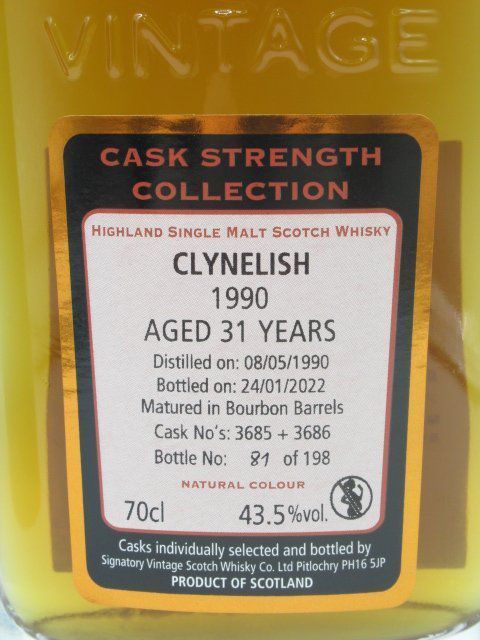 VINTAGE
CASK STRENGTH
COLLECTION
HIGHLAND SINGLE MALT SCOTCH WHISKY
CLYNELISH
1990
AGED 31 YEARS
Distilled on: 08/05/1990
Bottled on: 24/01/2022
Matured in Bourbon Barrels
Cask No's: 3685 + 3686
Bottle No: 81 of 198
NATURAL COLOUR
70cl 43.5%vol.
Casks individually selected and bottled by
Signatory Vintage Scotch Whisky Co. Ltd Pitlochry PH16 5JP
PRODUCT OF SCOTLAND